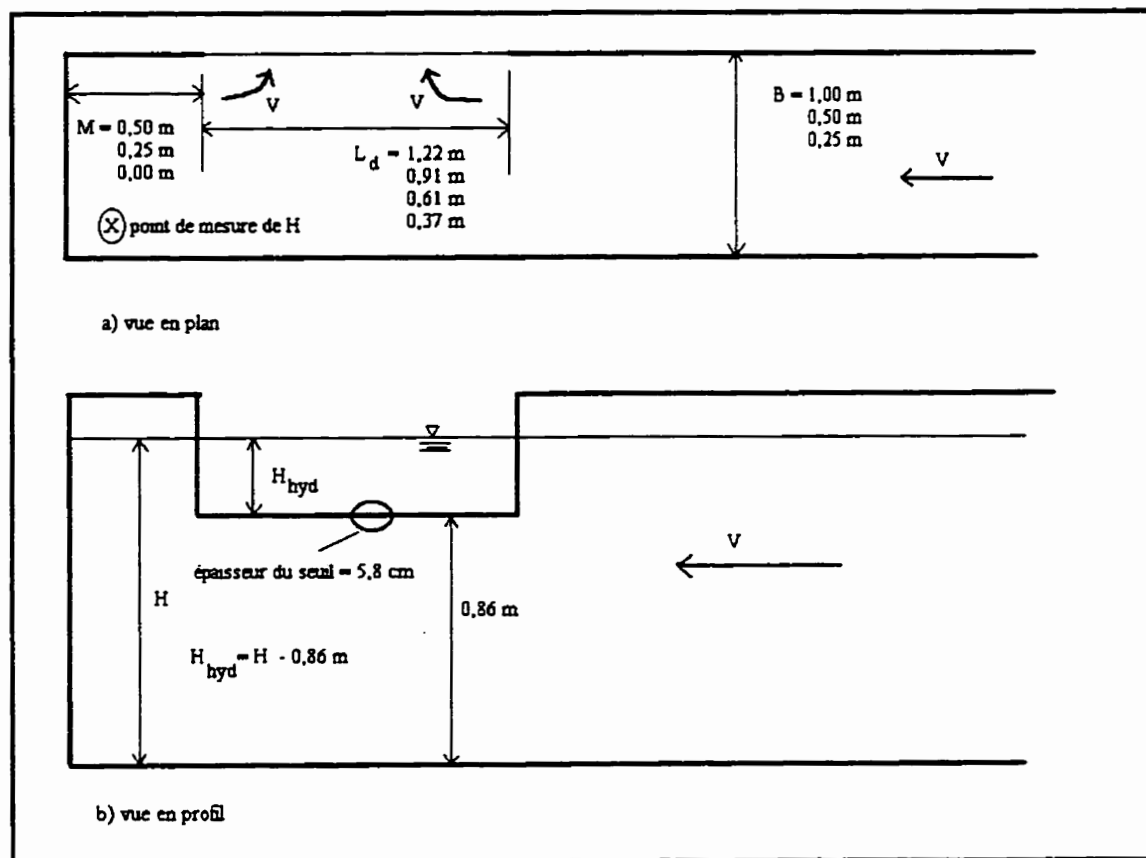 V
V
M = 0,50 m
0,25 m
0,00 m
L_d = 1,22 m
0,91 m
0,61 m
0,37 m
B = 1,00 m
0,50 m
0,25 m
V
X point de mesure de H
a) vue en plan
H_hyd
épaisseur du seuil = 5,8 cm
V
H
0,86 m
H_hyd = H - 0,86 m
b) vue en profil